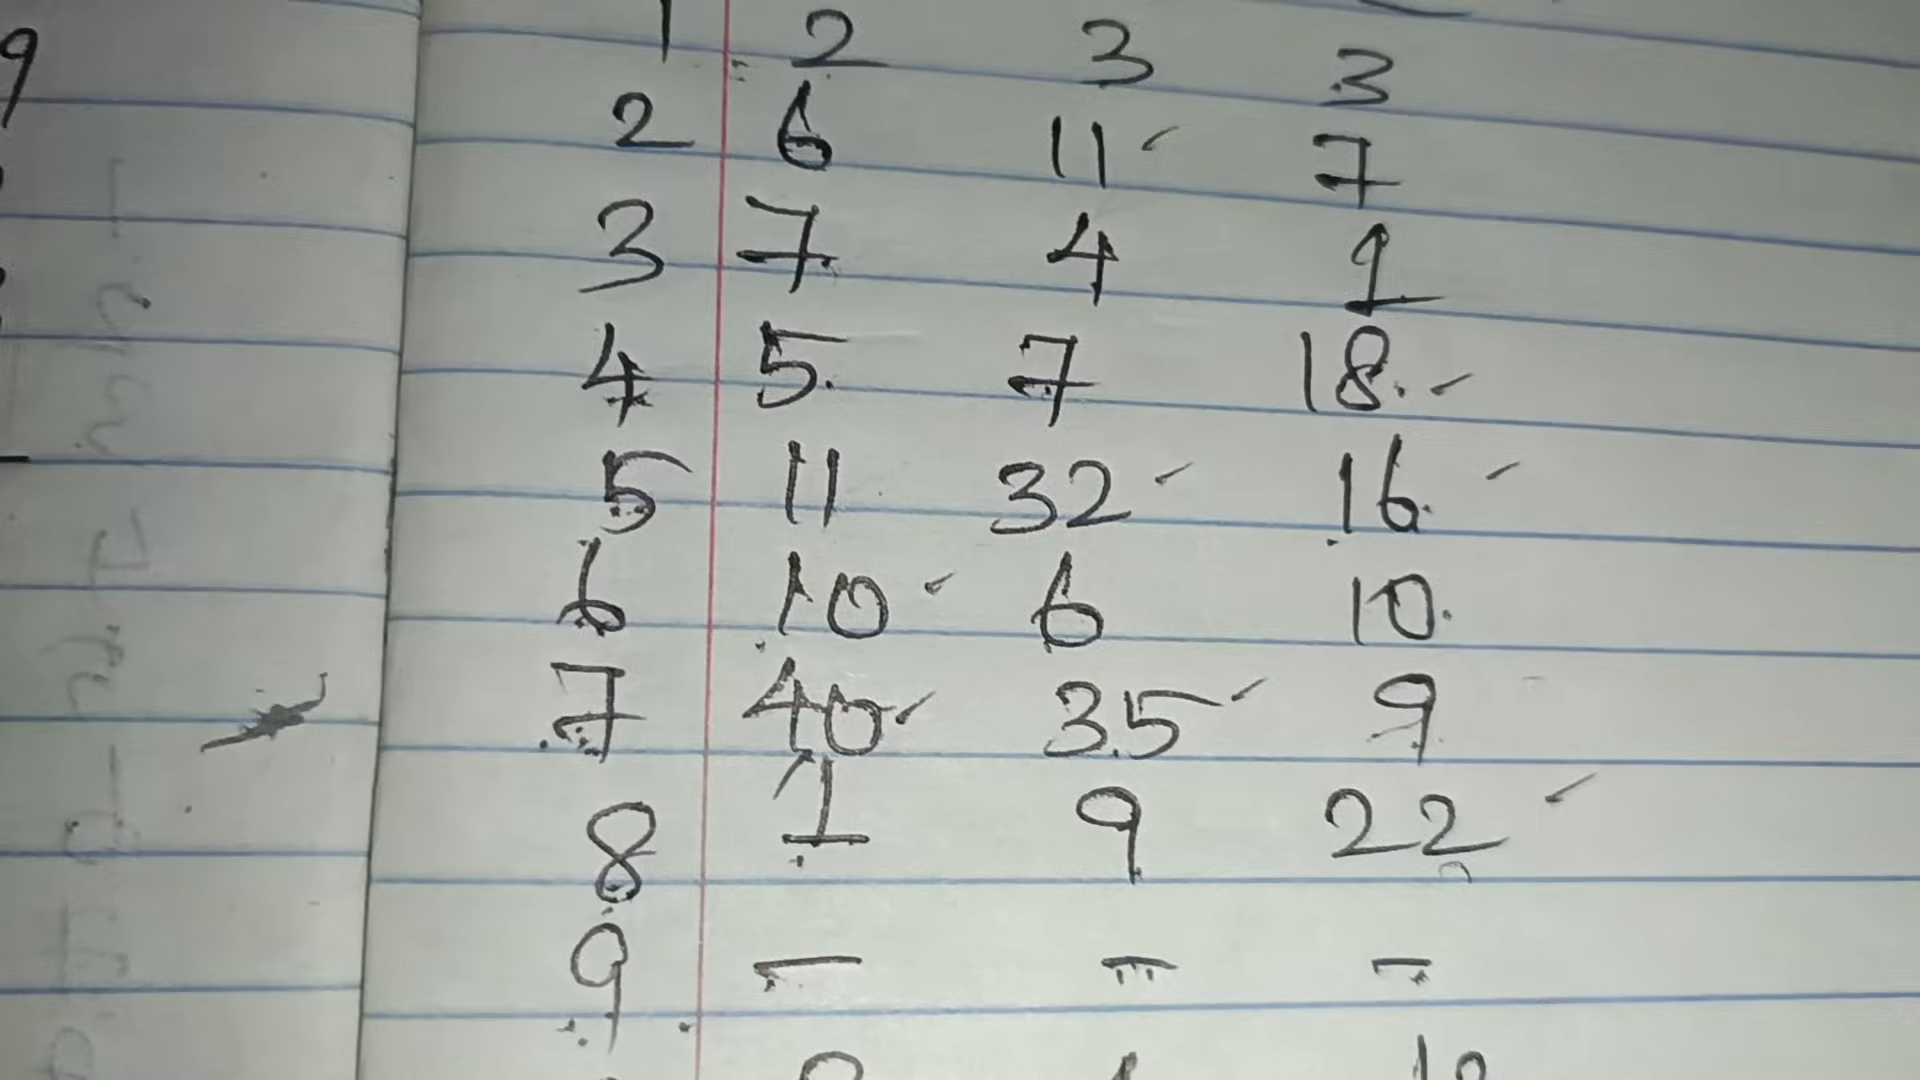 1 2 3 3
2 6 11 7
3 7 4 1
4 5 7 18
5 11 32 16
6 10 6 10
7 40 35 9
8 1 9 22
9 - - -
9